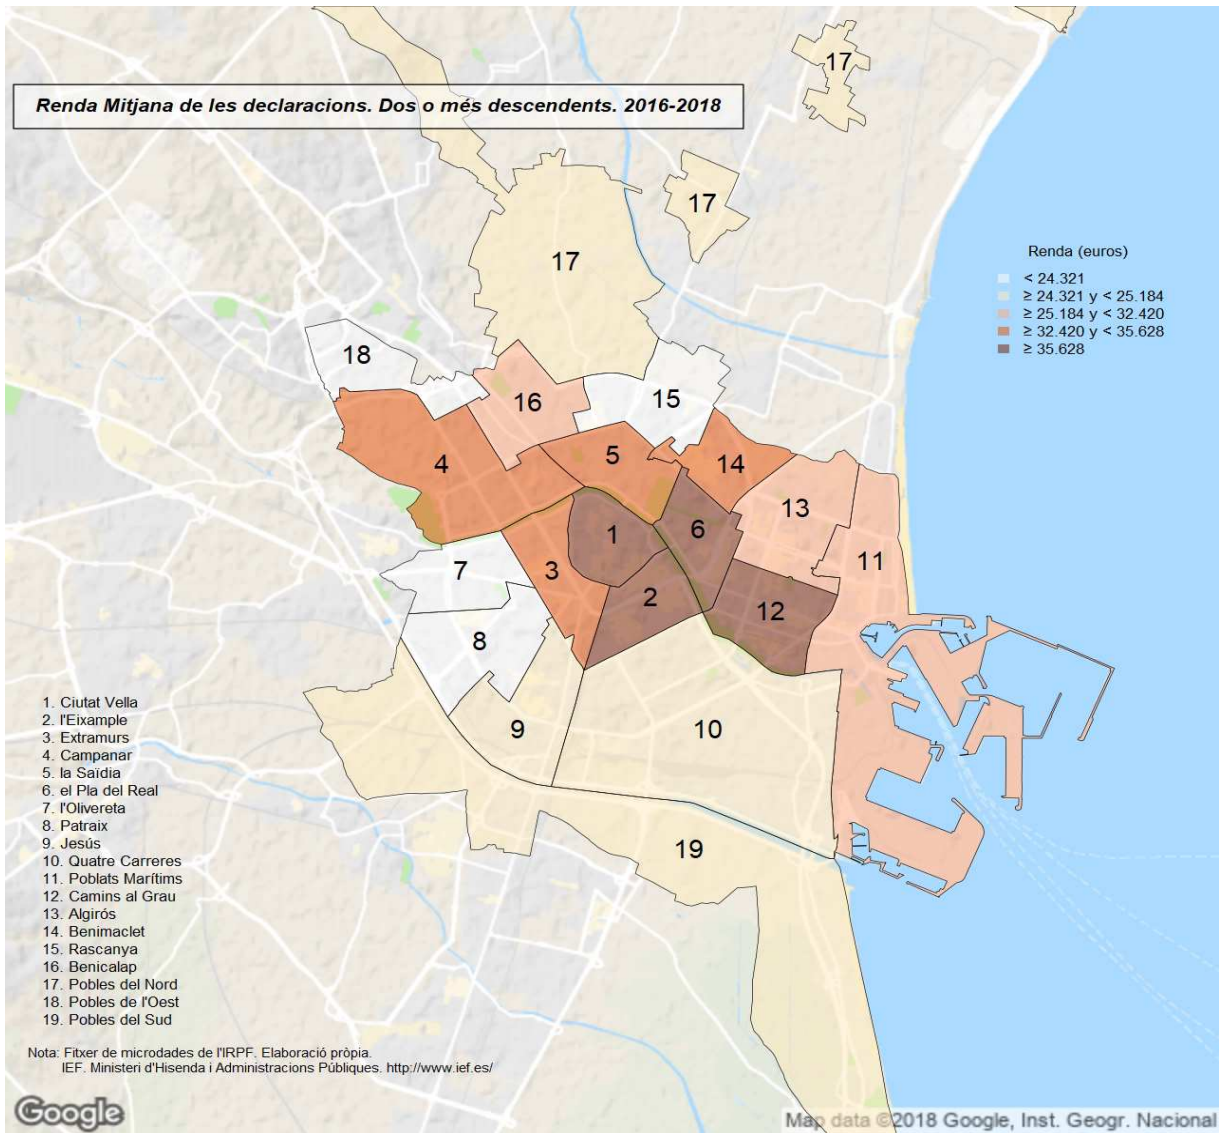 17
Renda Mitjana de les declaracions. Dos o més descendents. 2016-2018
17
17
Renda (euros)
< 24.321
≥ 24.321 y < 25.184
≥ 25.184 y < 32.420
≥ 32.420 y < 35.628
≥ 35.628
18
16
15
4
5
14
13
1
6
11
7
3
2
12
8
9
10
19
1. Ciutat Vella
2. l'Eixample
3. Extramurs
4. Campanar
5. la Saïdia
6. el Pla del Real
7. l'Olivereta
8. Patraix
9. Jesús
10. Quatre Carreres
11. Poblats Marítims
12. Camins al Grau
13. Algirós
14. Benimaclet
15. Rascanya
16. Benicalap
17. Pobles del Nord
18. Pobles de l'Oest
19. Pobles del Sud
Nota: Fitxer de microdades de l'IRPF. Elaboració pròpia.
IEF. Ministeri d'Hisenda i Administracions Públiques. http://www.ief.es/
Google
Map data ©2018 Google, Inst. Geogr. Nacional